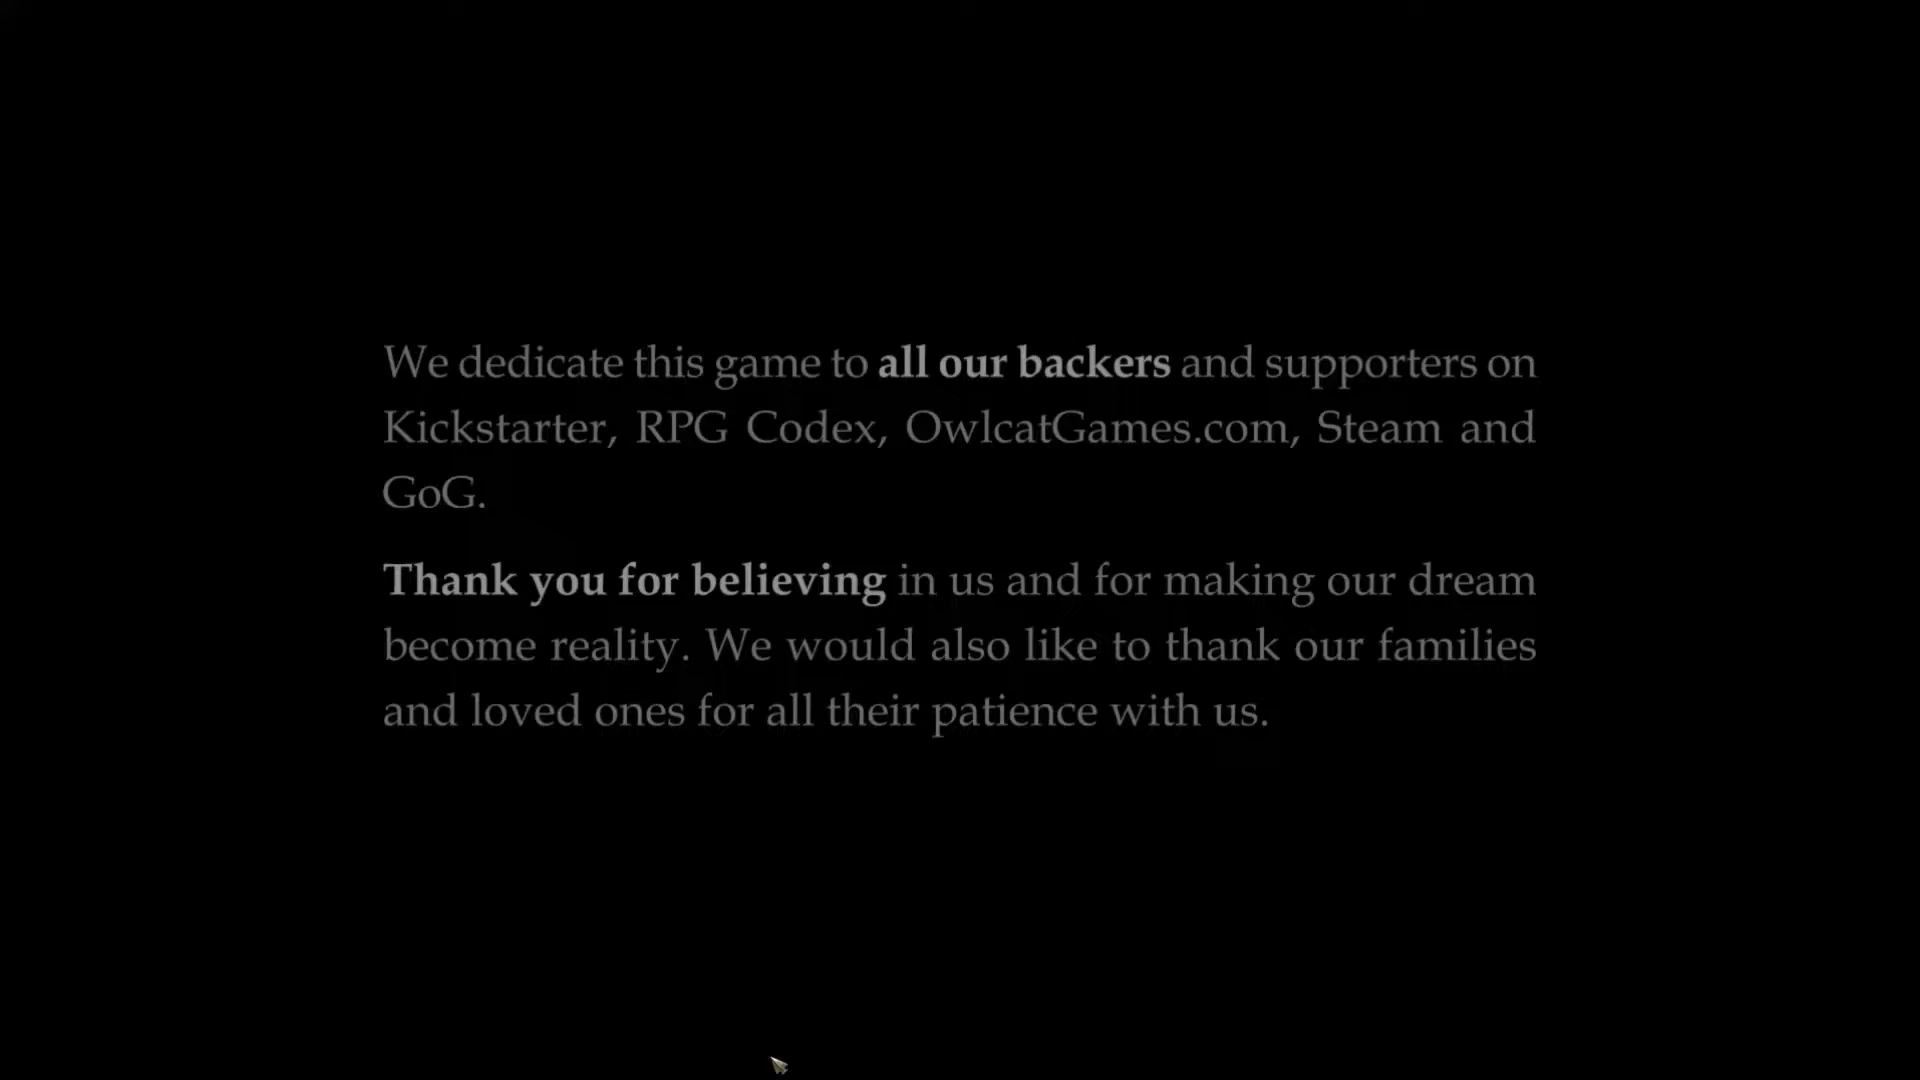 We dedicate this game to all our backers and supporters on
Kickstarter, RPG Codex, OwlcatGames.com, Steam and
GoG.
Thank you for believing in us and for making our dream
become reality. We would also like to thank our families
and loved ones for all their patience with us.